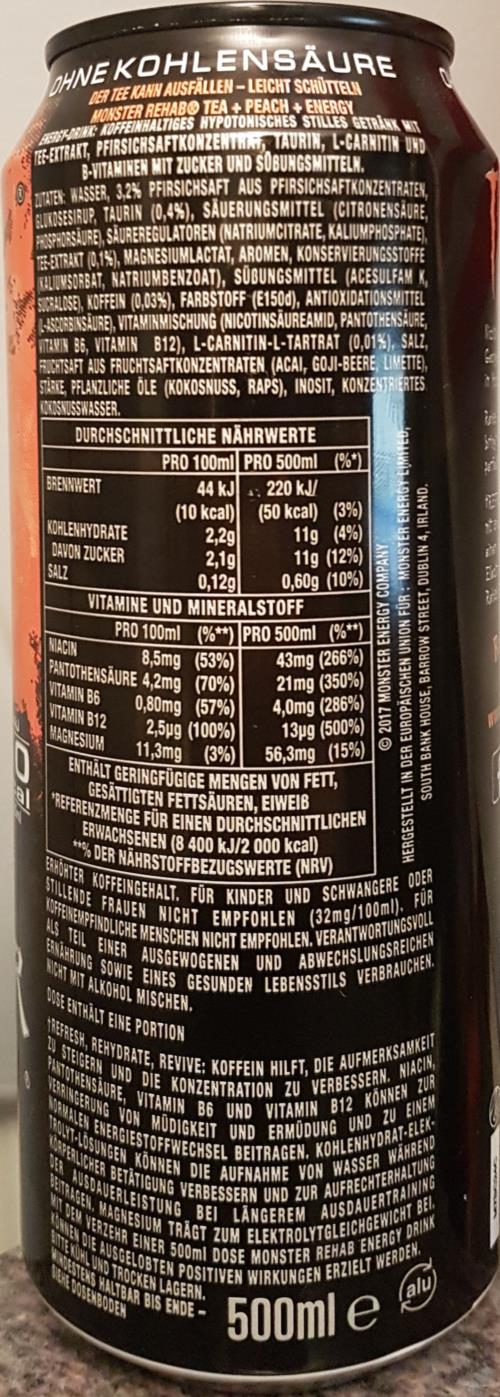 OHNE KOHLENSÄURE
DER TEE KANN AUSFÄLLEN – LEICHT SCHÜTTELN
MONSTER REHAB® TEA + PEACH + ENERGY
ENERGY-DRINK: KOFFEINHALTIGES HYPOTONISCHES STILLES GETRÄNK MIT
TEE-EXTRAKT, PFIRSICHSAFTKONZENTRAT, TAURIN, L-CARNITIN UND
B-VITAMINEN MIT ZUCKER UND SÜßUNGSMITTELN.
ZUTATEN: WASSER, 3,2% PFIRSICHSAFT AUS PFIRSICHSAFTKONZENTRATEN,
GLUKOSESIRUP, TAURIN (0,4%), SÄUERUNGSMITTEL (CITRONENSÄURE,
PHOSPHORSÄURE), SÄUREREGULATOREN (NATRIUMCITRATE, KALIUMPHOSPHATE),
TEE-EXTRAKT (0,1%), MAGNESIUMLACTAT, AROMEN, KONSERVIERUNGSSTOFFE
(KALIUMSORBAT, NATRIUMBENZOAT), SÜßUNGSMITTEL (ACESULFAM K,
SUCRALOSE), KOFFEIN (0,03%), FARBSTOFF (E150d), ANTIOXIDATIONSMITTEL
(L-ASCORBINSÄURE), VITAMINMISCHUNG (NICOTINSÄUREAMID, PANTOTHENSÄURE,
VITAMIN B6, VITAMIN B12), L-CARNITIN-L-TARTRAT (0,01%), SALZ,
FRUCHTSAFT AUS FRUCHTSAFTKONZENTRATEN (ACAI, GOJI-BEERE, LIMETTE),
STÄRKE, PFLANZLICHE ÖLE (KOKOSNUSS, RAPS), INOSIT, KONZENTRIERTES
KOKOSNUSSWASSER.
DURCHSCHNITTLICHE NÄHRWERTE
PRO 100ml PRO 500ml (%*)
BRENNWERT 44 kJ 220 kJ/
(10 kcal) (50 kcal) (3%)
KOHLENHYDRATE 2,2g 11g (4%)
DAVON ZUCKER 2,1g 11g (12%)
SALZ 0,12g 0,60g (10%)
VITAMINE UND MINERALSTOFF
PRO 100ml (%**) PRO 500ml (%**)
NIACIN 8,5mg (53%) 43mg (266%)
PANTOTHENSÄURE 4,2mg (70%) 21mg (350%)
VITAMIN B6 0,80mg (57%) 4,0mg (286%)
VITAMIN B12 2,5µg (100%) 13µg (500%)
MAGNESIUM 11,3mg (3%) 56,3mg (15%)
ENTHÄLT GERINGFÜGIGE MENGEN VON FETT,
GESÄTTIGTEN FETTSÄUREN, EIWEIß
*REFERENZMENGE FÜR EINEN DURCHSCHNITTLICHEN
ERWACHSENEN (8 400 kJ/2 000 kcal)
**% DER NÄHRSTOFFBEZUGSWERTE (NRV)
© 2017 MONSTER ENERGY COMPANY
HERGESTELLT IN DER EUROPÄISCHEN UNION FÜR: MONSTER ENERGY LIMITED,
SOUTH BANK HOUSE, BARROW STREET, DUBLIN 4, IRLAND.
ERHÖHTER KOFFEINGEHALT. FÜR KINDER UND SCHWANGERE ODER
STILLENDE FRAUEN NICHT EMPFOHLEN (32mg/100ml). FÜR
KOFFEINEMPFINDLICHE MENSCHEN NICHT EMPFOHLEN. VERANTWORTUNGSVOLL
ALS TEIL EINER AUSGEWOGENEN UND ABWECHSLUNGSREICHEN
ERNÄHRUNG SOWIE EINES GESUNDEN LEBENSSTILS VERBRAUCHEN.
NICHT MIT ALKOHOL MISCHEN.
DOSE ENTHÄLT EINE PORTION
†REFRESH, REHYDRATE, REVIVE: KOFFEIN HILFT, DIE AUFMERKSAMKEIT
ZU STEIGERN UND DIE KONZENTRATION ZU VERBESSERN. NIACIN,
PANTOTHENSÄURE, VITAMIN B6 UND VITAMIN B12 KÖNNEN ZUR
VERRINGERUNG VON MÜDIGKEIT UND ERMÜDUNG UND ZU EINEM
NORMALEN ENERGIESTOFFWECHSEL BEITRAGEN. KOHLENHYDRAT-ELEK-
TROLYT-LÖSUNGEN KÖNNEN DIE AUFNAHME VON WASSER WÄHREND
KÖRPERLICHER BETÄTIGUNG VERBESSERN UND ZUR AUFRECHTERHALTUNG
DER AUSDAUERLEISTUNG BEI LÄNGEREM AUSDAUERTRAINING
BEITRAGEN. MAGNESIUM TRÄGT ZUM ELEKTROLYTGLEICHGEWICHT BEI.
MIT DEM VERZEHR EINER 500ml DOSE MONSTER REHAB ENERGY DRINK
KÖNNEN DIE AUSGELOBTEN POSITIVEN WIRKUNGEN ERZIELT WERDEN.
BITTE KÜHL UND TROCKEN LAGERN.
MINDESTENS HALTBAR BIS ENDE -
SIEHE DOSENBODEN
500ml e
alu